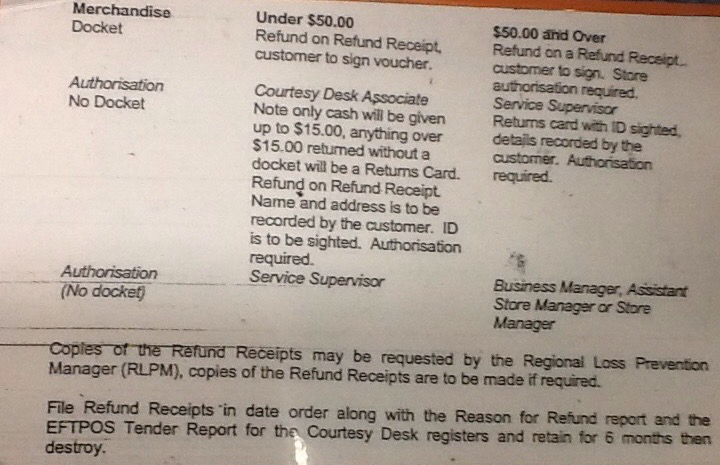 Merchandise
Docket
Under $50.00
Refund on Refund Receipt,
customer to sign voucher.
$50.00 and Over
Refund on a Refund Receipt..
customer to sign. Store
authorisation required.
Authorisation
No Docket
Courtesy Desk Associate
Note only cash will be given
up to $15.00, anything over
$15.00 returned without a
docket will be a Returns Card.
Refund on Refund Receipt.
Name and address is to be
recorded by the customer. ID
is to be sighted. Authorisation
required.
Service Supervisor
Returns card with ID sighted,
details recorded by the
customer. Authorisation
required.
Authorisation
(No docket)
Service Supervisor
Business Manager, Assistant
Store Manager or Store
Manager
Copies of the Refund Receipts may be requested by the Regional Loss Prevention
Manager (RLPM), copies of the Refund Receipts are to be made if required.
File Refund Receipts in date order along with the Reason for Refund report and the
EFTPOS Tender Report for the Courtesy Desk registers and retain for 6 months then
destroy.